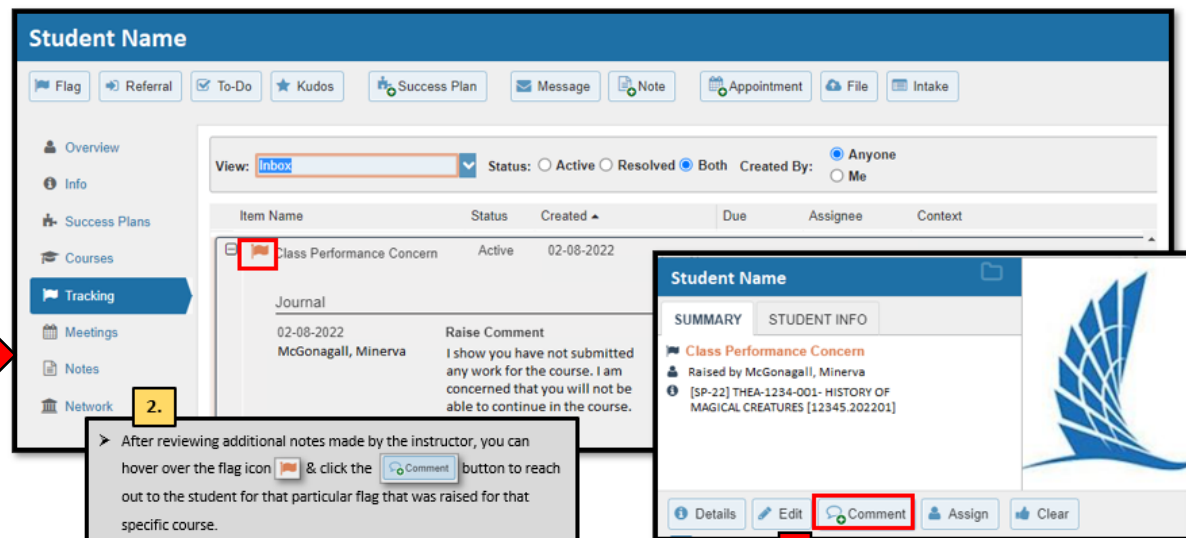 Student Name
Flag Referral To-Do Kudos Success Plan Message Note Appointment File Intake
Overview
Info
Success Plans
Courses
Tracking
Meetings
Notes
Network
View: Inbox Status: Active Resolved Both Created By: Anyone
Me
Item Name Status Created Due Assignee Context
Class Performance Concern Active 02-08-2022
Journal
02-08-2022 Raise Comment
McGonagall, Minerva I show you have not submitted
any work for the course. I am
concerned that you will not be
able to continue in the course.
Student Name
SUMMARY STUDENT INFO
Class Performance Concern
Raised by McGonagall, Minerva
[SP-22] THEA-1234-001- HISTORY OF
MAGICAL CREATURES [12345.202201]
Details Edit Comment Assign Clear
2.
➤ After reviewing additional notes made by the instructor, you can
hover over the flag icon & click the Comment button to reach
out to the student for that particular flag that was raised for that
specific course.